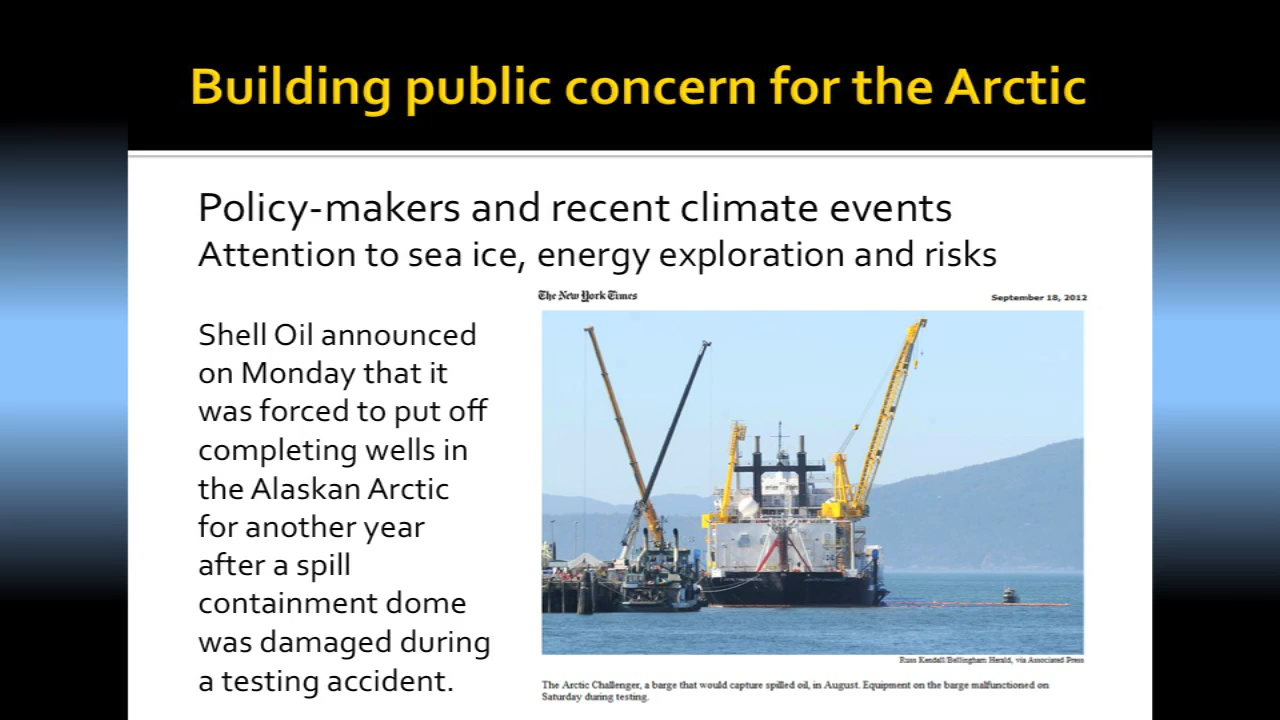 Building public concern for the Arctic
Policy-makers and recent climate events
Attention to sea ice, energy exploration and risks
The New York Times
September 18, 2012
Shell Oil announced
on Monday that it
was forced to put off
completing wells in
the Alaskan Arctic
for another year
after a spill
containment dome
was damaged during
a testing accident.
Russ Kendall/Bellingham Herald, via Associated Press
The Arctic Challenger, a barge that would capture spilled oil, in August. Equipment on the barge malfunctioned on
Saturday during testing.